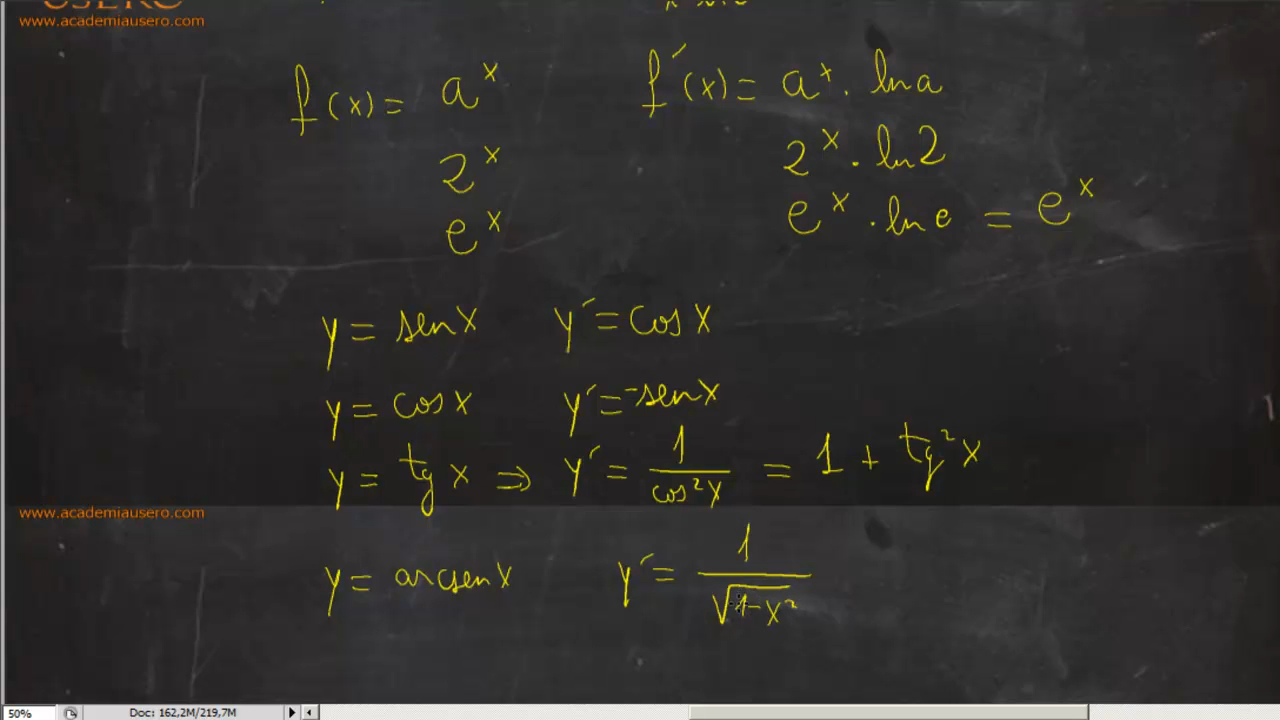 USERO
www.academiausero.com
f(x) = a^x f´(x) = a^x . ln a
2^x 2^x . ln 2
e^x e^x . ln e = e^x
y = sen x y´ = cos x
y = cos x y´ = -sen x
y = tg x ⇒ y´ = 1/cos²x = 1 + tg²x
www.academiausero.com
y = arcsen x y´ = 1/√(1-x²)
50% Doc: 162,2M/219,7M